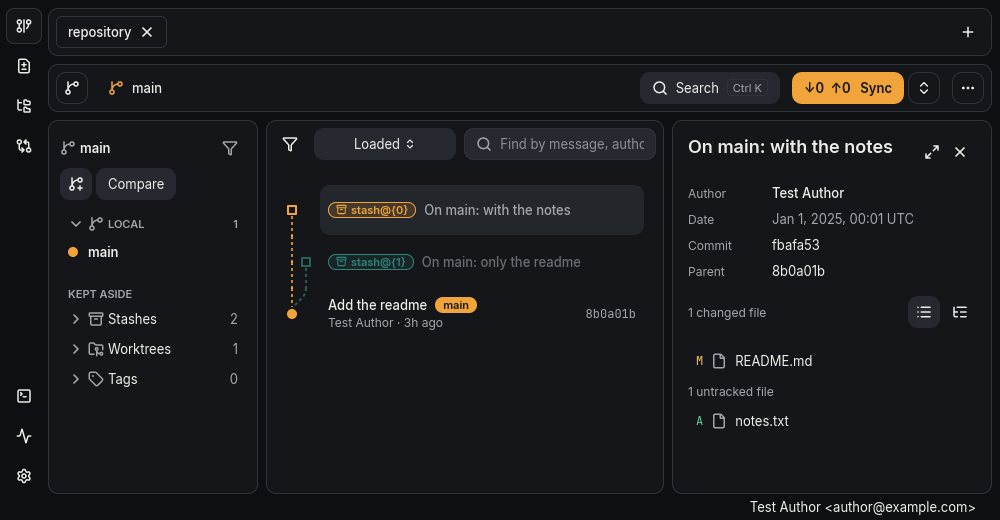 repository
main
Search Ctrl K
↓0 ↑0 Sync
main
Compare
LOCAL 1
main
KEPT ASIDE
Stashes 2
Worktrees 1
Tags 0
Loaded
Find by message, autho
stash@{0} On main: with the notes
stash@{1} On main: only the readme
Add the readme main
Test Author · 3h ago 8b0a01b
On main: with the notes
Author Test Author
Date Jan 1, 2025, 00:01 UTC
Commit fbafa53
Parent 8b0a01b
1 changed file
M README.md
1 untracked file
A notes.txt
Test Author <author@example.com>